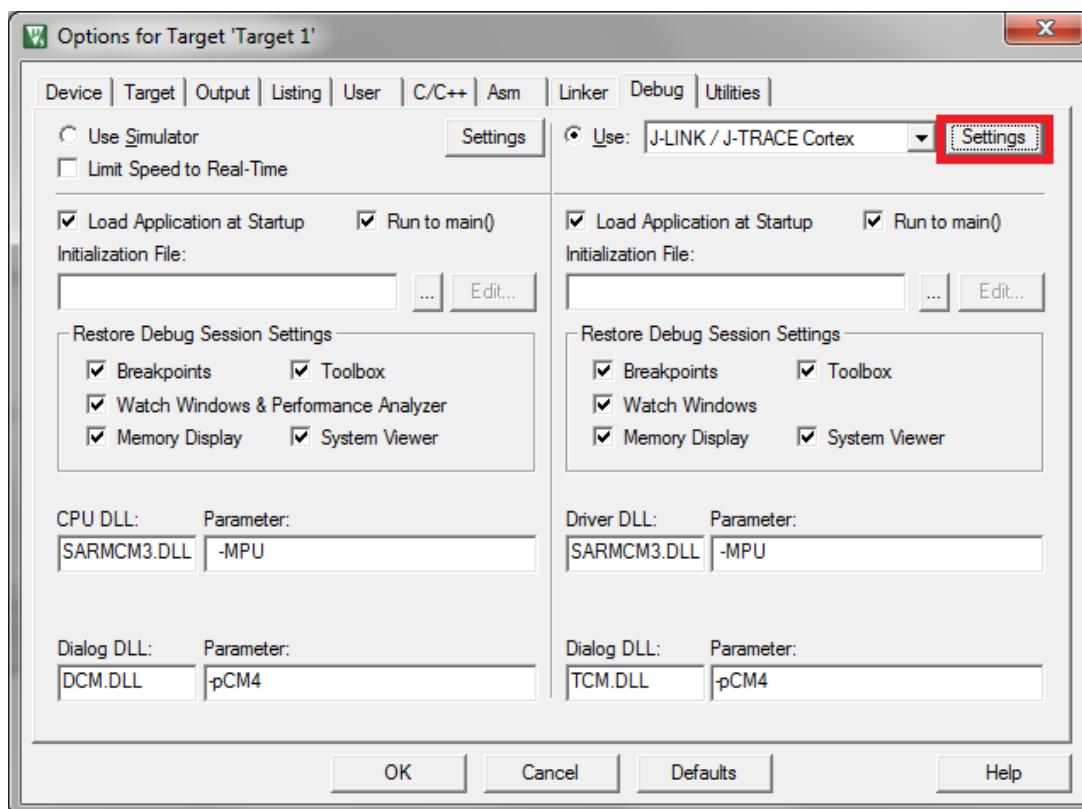 Options for Target 'Target 1'
Device Target Output Listing User C/C++ Asm Linker Debug Utilities
Use Simulator
Settings
Limit Speed to Real-Time
Load Application at Startup
Run to main()
Initialization File:
...
Edit...
Restore Debug Session Settings
Breakpoints
Toolbox
Watch Windows & Performance Analyzer
Memory Display
System Viewer
CPU DLL:
Parameter:
SARMCM3.DLL
-MPU
Dialog DLL:
Parameter:
DCM.DLL
-pCM4
Use:
J-LINK / J-TRACE Cortex
Settings
Load Application at Startup
Run to main()
Initialization File:
...
Edit...
Restore Debug Session Settings
Breakpoints
Toolbox
Watch Windows
Memory Display
System Viewer
Driver DLL:
Parameter:
SARMCM3.DLL
-MPU
Dialog DLL:
Parameter:
TCM.DLL
-pCM4
OK
Cancel
Defaults
Help